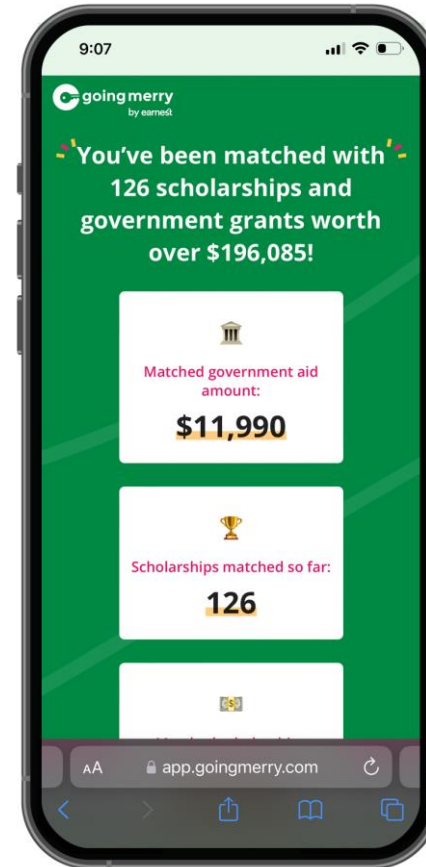 9:07
goingmerry
by earnest
You've been matched with
126 scholarships and
government grants worth
over $196,085!
Matched government aid
amount:
$11,990
Scholarships matched so far:
126
AA
app.goingmerry.com